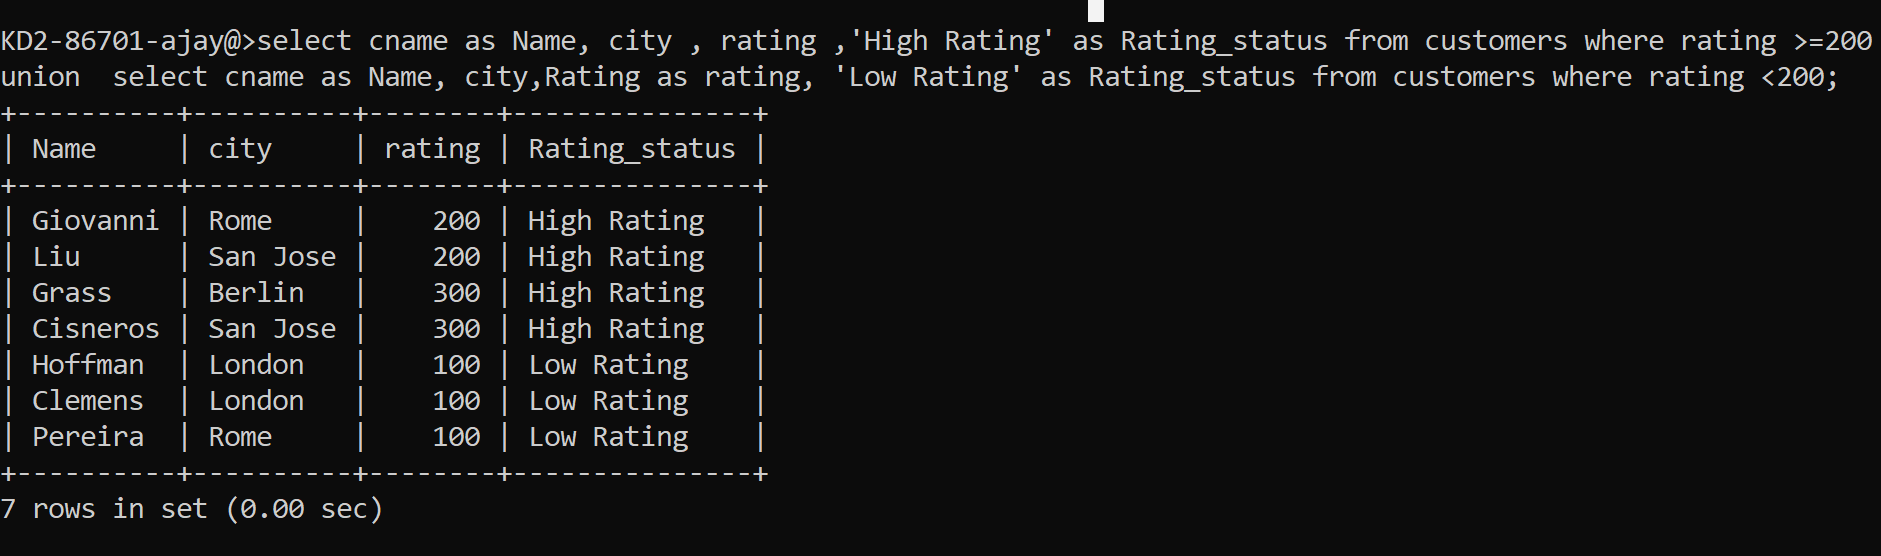 KD2-86701-ajay@>select cname as Name, city , rating ,'High Rating' as Rating_status from customers where rating >=200
union  select cname as Name, city,Rating as rating, 'Low Rating' as Rating_status from customers where rating <200;
+----------+----------+--------+---------------+
| Name     | city     | rating | Rating_status |
+----------+----------+--------+---------------+
| Giovanni | Rome     |    200 | High Rating   |
| Liu      | San Jose |    200 | High Rating   |
| Grass    | Berlin   |    300 | High Rating   |
| Cisneros | San Jose |    300 | High Rating   |
| Hoffman  | London   |    100 | Low Rating    |
| Clemens  | London   |    100 | Low Rating    |
| Pereira  | Rome     |    100 | Low Rating    |
+----------+----------+--------+---------------+
7 rows in set (0.00 sec)